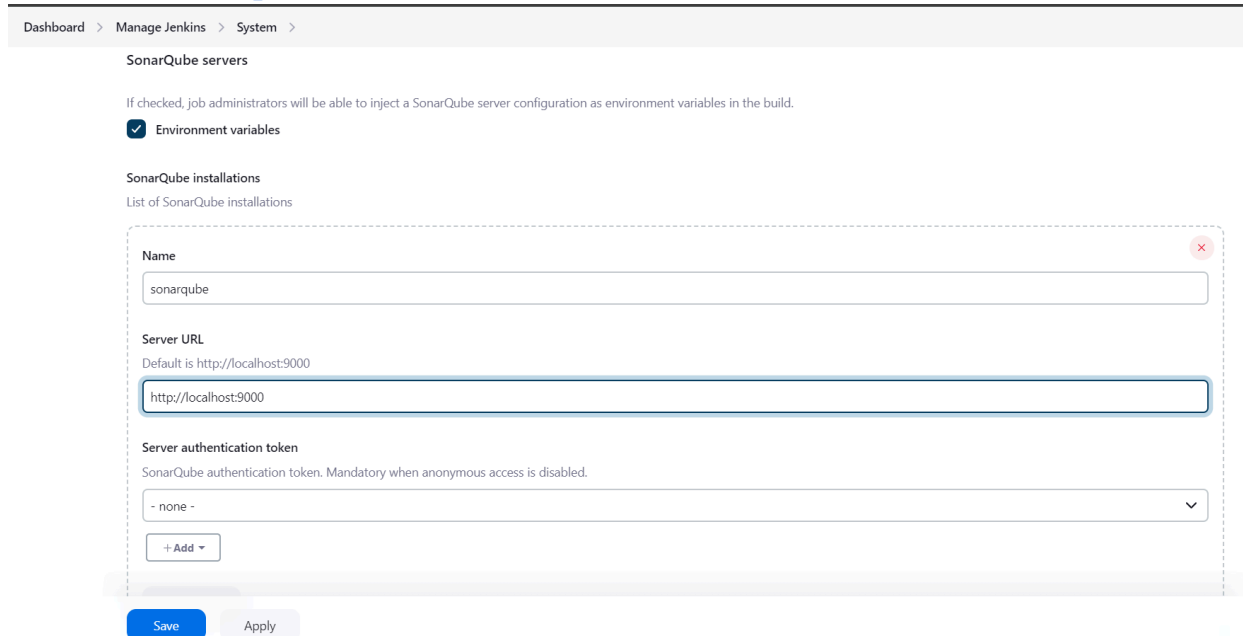 Dashboard > Manage Jenkins > System >
SonarQube servers
If checked, job administrators will be able to inject a SonarQube server configuration as environment variables in the build.
Environment variables
SonarQube installations
List of SonarQube installations
Name
sonarqube
Server URL
Default is http://localhost:9000
http://localhost:9000
Server authentication token
SonarQube authentication token. Mandatory when anonymous access is disabled.
- none -
+ Add
Save Apply